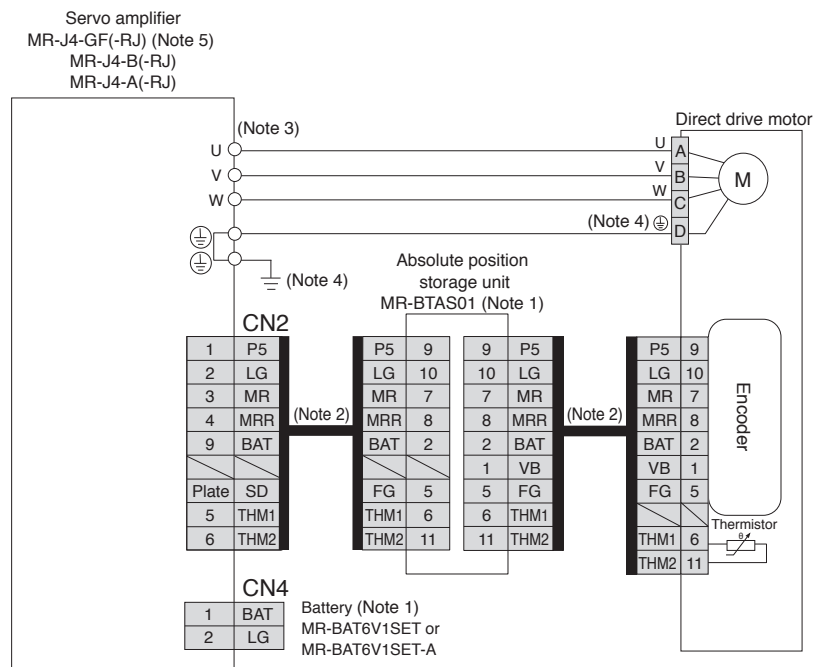 Servo amplifier
MR-J4-GF(-RJ) (Note 5)
MR-J4-B(-RJ)
MR-J4-A(-RJ)
Direct drive motor
(Note 3)
U U A
V V B M
W W C
(Note 4) D
(Note 4)
Absolute position
storage unit
MR-BTAS01 (Note 1)
CN2
1 P5 P5 9 9 P5 P5 9
2 LG LG 10 10 LG LG 10
3 MR MR 7 7 MR MR 7
4 MRR (Note 2) MRR 8 8 MRR (Note 2) MRR 8
9 BAT BAT 2 2 BAT BAT 2
1 VB VB 1
Plate SD FG 5 5 FG FG 5
5 THM1 THM1 6 6 THM1
6 THM2 THM2 11 11 THM2 THM1 6
THM2 11
Encoder
Thermistor
θ
CN4
1 BAT
2 LG
Battery (Note 1)
MR-BAT6V1SET or
MR-BAT6V1SET-A